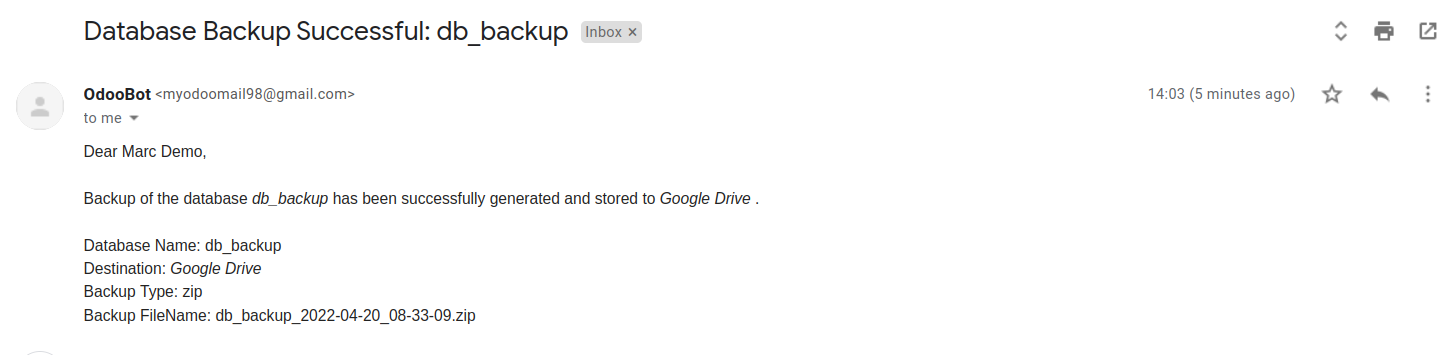 Database Backup Successful: db_backup Inbox ×
OdooBot <myodoomail98@gmail.com> 14:03 (5 minutes ago)
to me
Dear Marc Demo,
Backup of the database db_backup has been successfully generated and stored to Google Drive .
Database Name: db_backup
Destination: Google Drive
Backup Type: zip
Backup FileName: db_backup_2022-04-20_08-33-09.zip